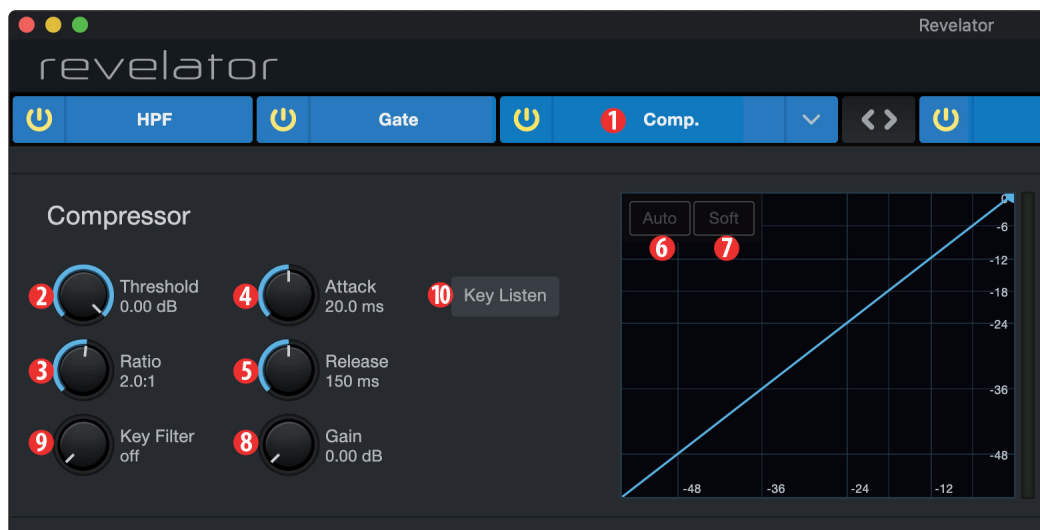 Revelator
revelator
HPF
Gate
1 Comp.
Compressor
2 Threshold
0.00 dB
4 Attack
20.0 ms
10 Key Listen
3 Ratio
2.0:1
5 Release
150 ms
9 Key Filter
off
8 Gain
0.00 dB
Auto Soft
6 7
0
-6
-12
-18
-24
-36
-48
-48 -36 -24 -12